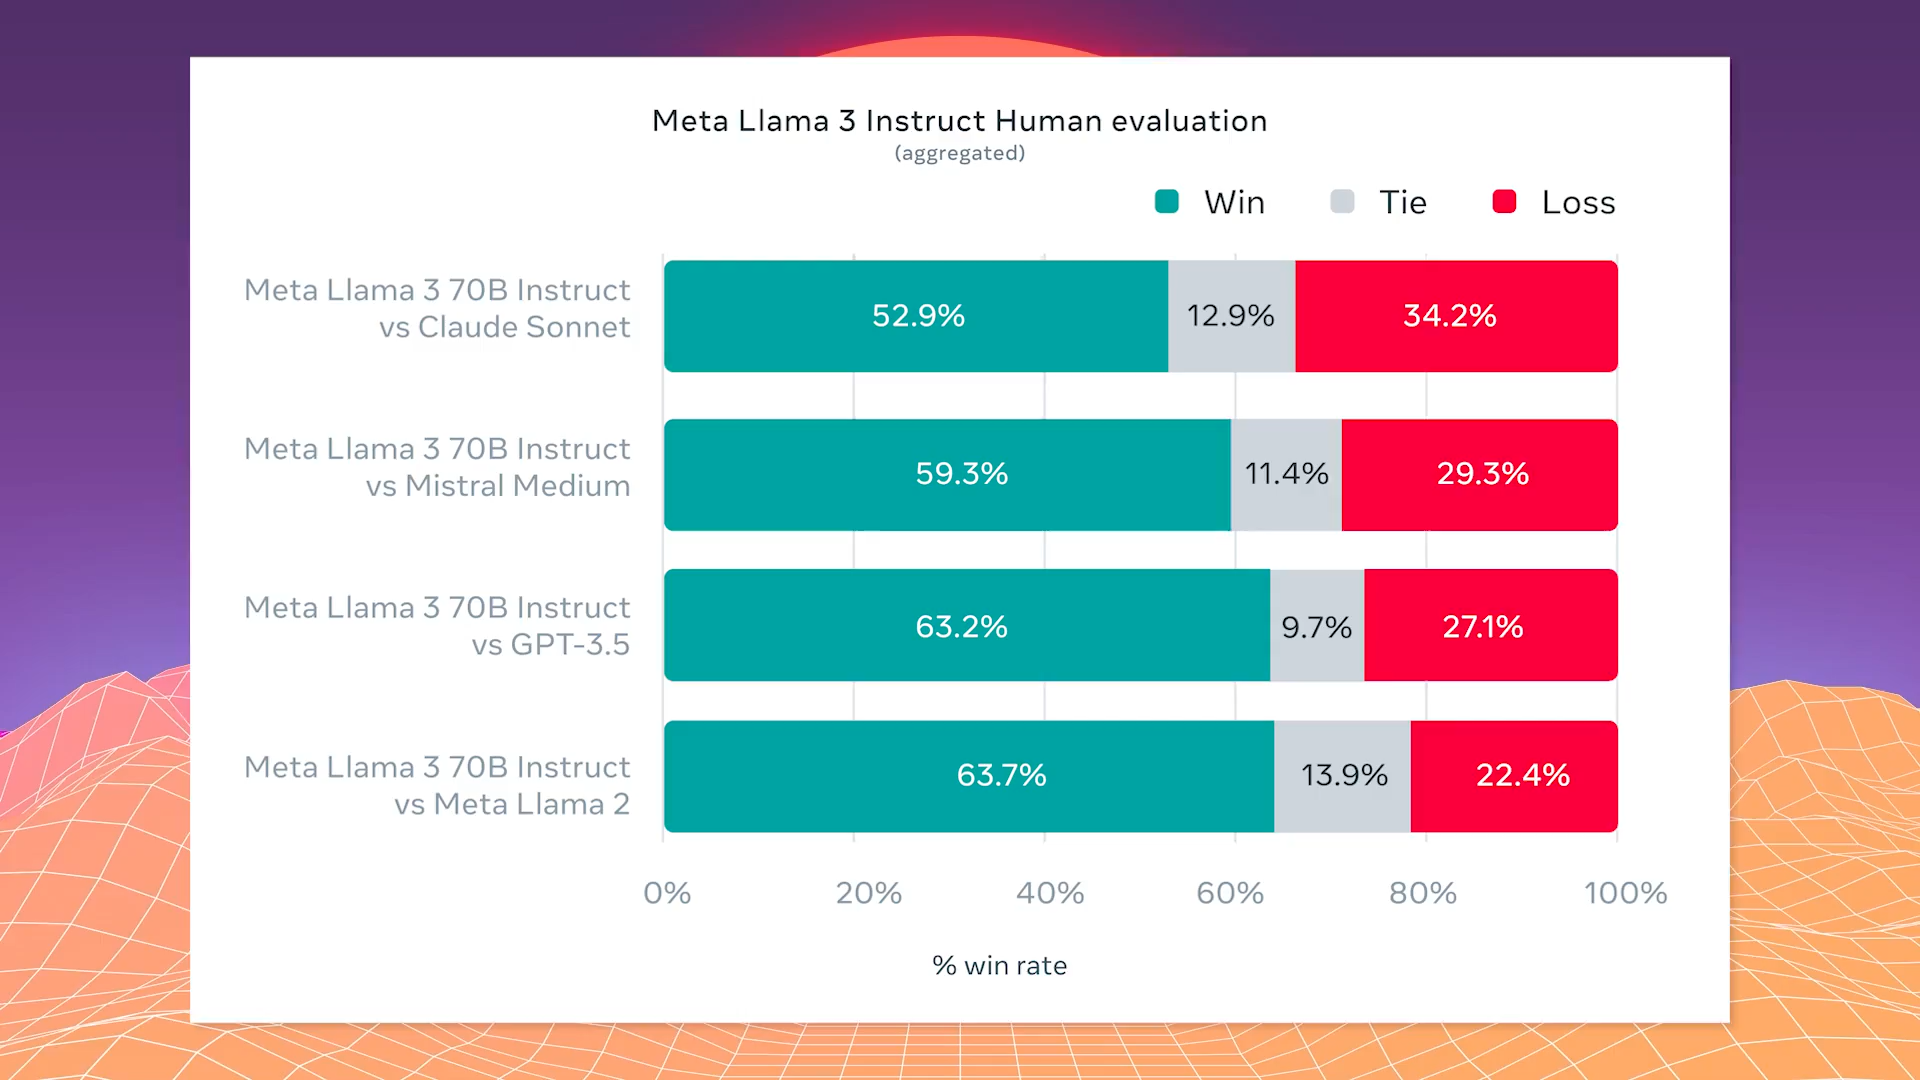 Meta Llama 3 Instruct Human evaluation
(aggregated)
Win Tie Loss
Meta Llama 3 70B Instruct
vs Claude Sonnet
52.9% 12.9% 34.2%
Meta Llama 3 70B Instruct
vs Mistral Medium
59.3% 11.4% 29.3%
Meta Llama 3 70B Instruct
vs GPT-3.5
63.2% 9.7% 27.1%
Meta Llama 3 70B Instruct
vs Meta Llama 2
63.7% 13.9% 22.4%
0% 20% 40% 60% 80% 100%
% win rate